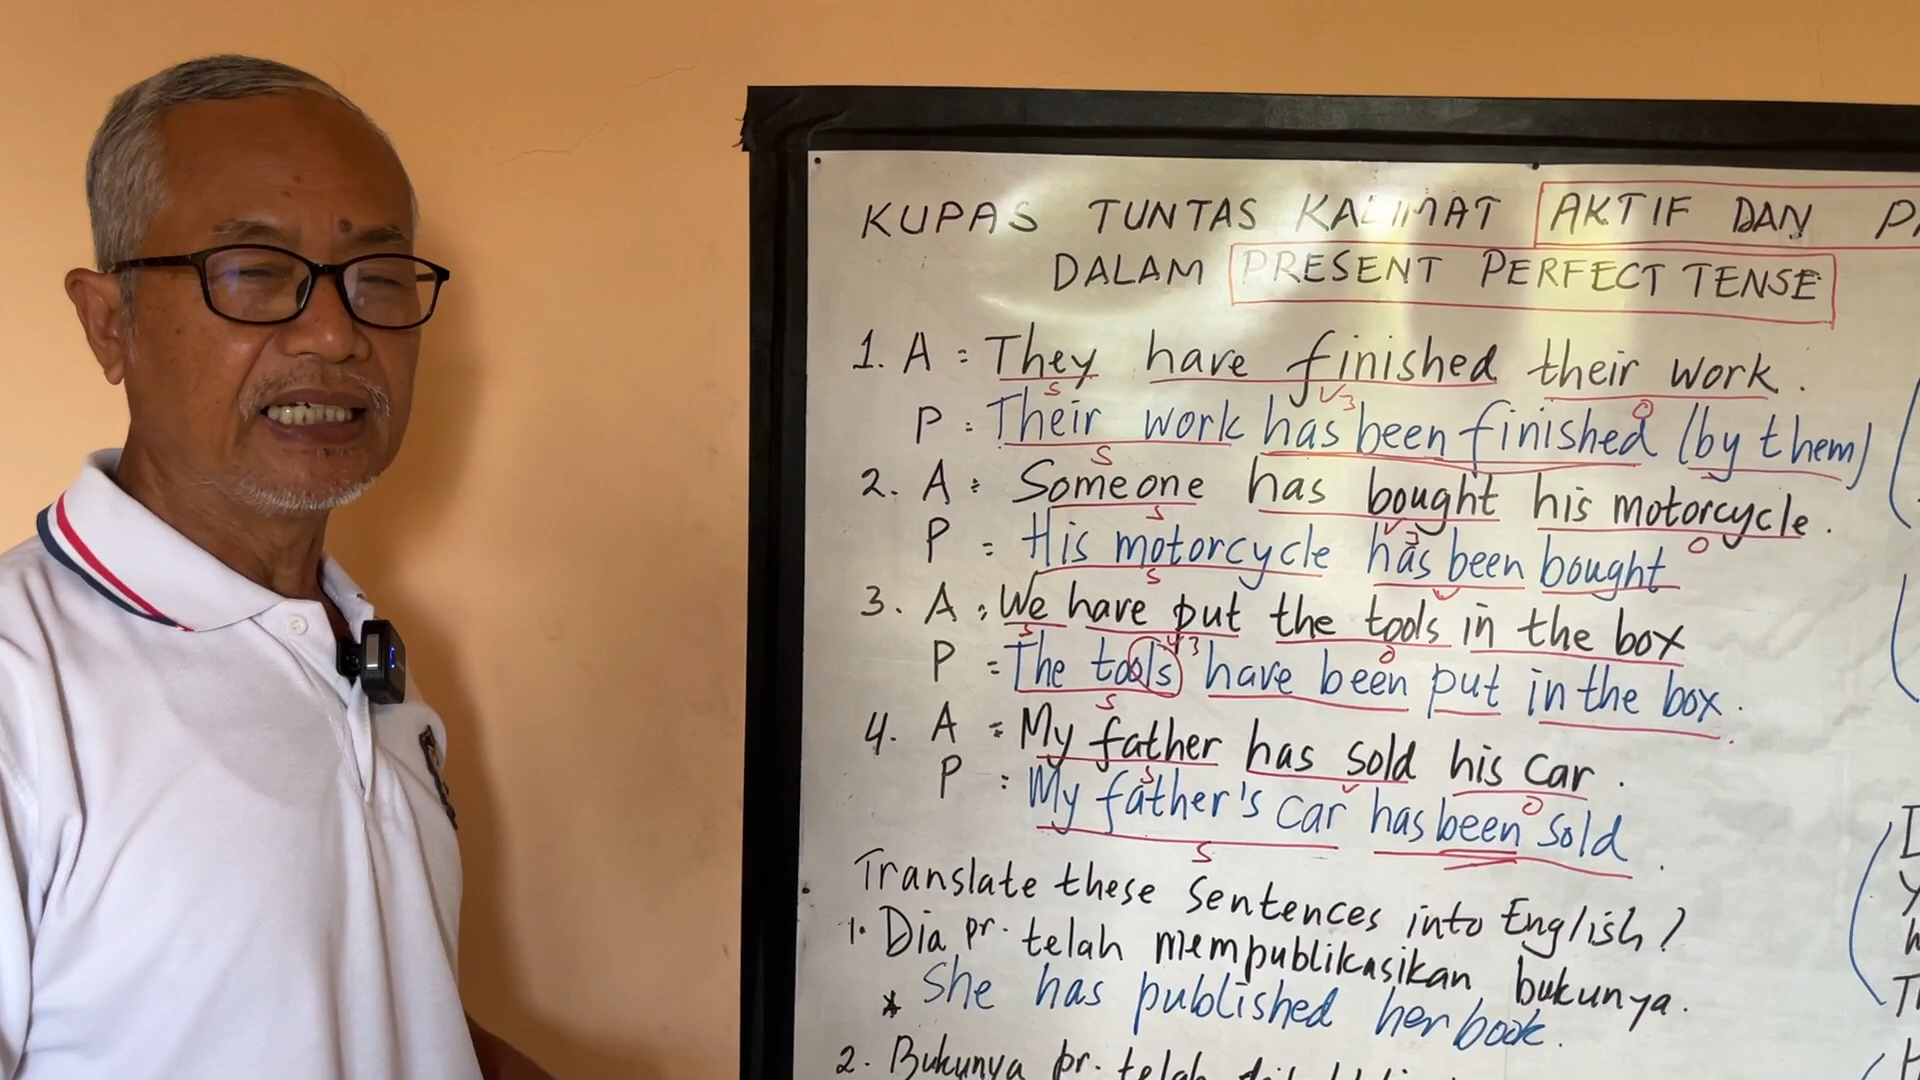 KUPAS TUNTAS KALIMAT AKTIF DAN
DALAM PRESENT PERFECT TENSE
1. A : They have finished their work.
S V3 O
P : Their work has been finished (by them)
S
2. A : Someone has bought his motorcycle.
S V3 O
P = His motorcycle has been bought
S
3. A : We have put the tools in the box
S V3 O
P = The tools have been put in the box.
S
4. A = My father has sold his car.
S V O
P : My father's car has been sold.
S
Translate these sentences into English?
1. Dia pr. telah mempublikasikan bukunya.
* She has published her book.
2. Bukunya pr. telah